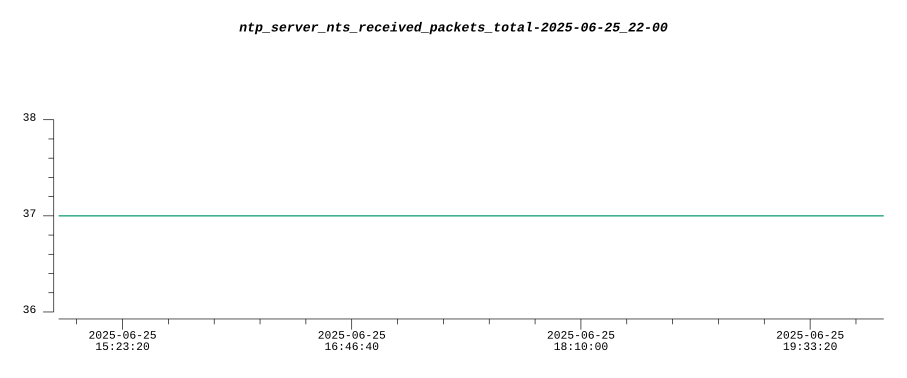 ntp_server_nts_received_packets_total-2025-06-25_22-00
38
37
36
2025-06-25 2025-06-25 2025-06-25 2025-06-25
15:23:20 16:46:40 18:10:00 19:33:20